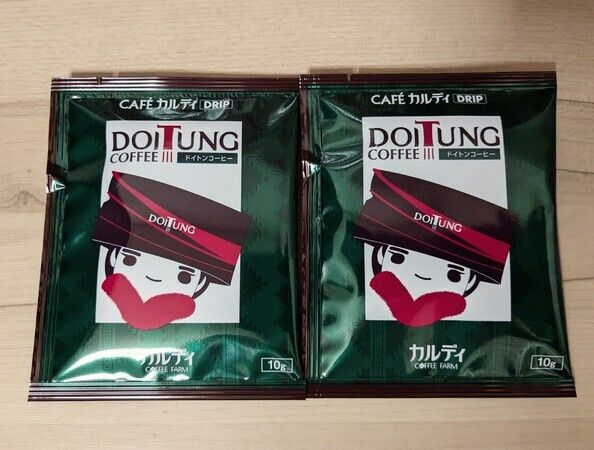 CAFÉ カルディ DRIP
DOITUNG
COFFEE
ドイトンコーヒー
DOITUNG
カルディ
COFFEE FARM
10g
CAFÉ カルディ DRIP
DOITUNG
COFFEE
ドイトンコーヒー
DOITUNG
カルディ
COFFEE FARM
10g